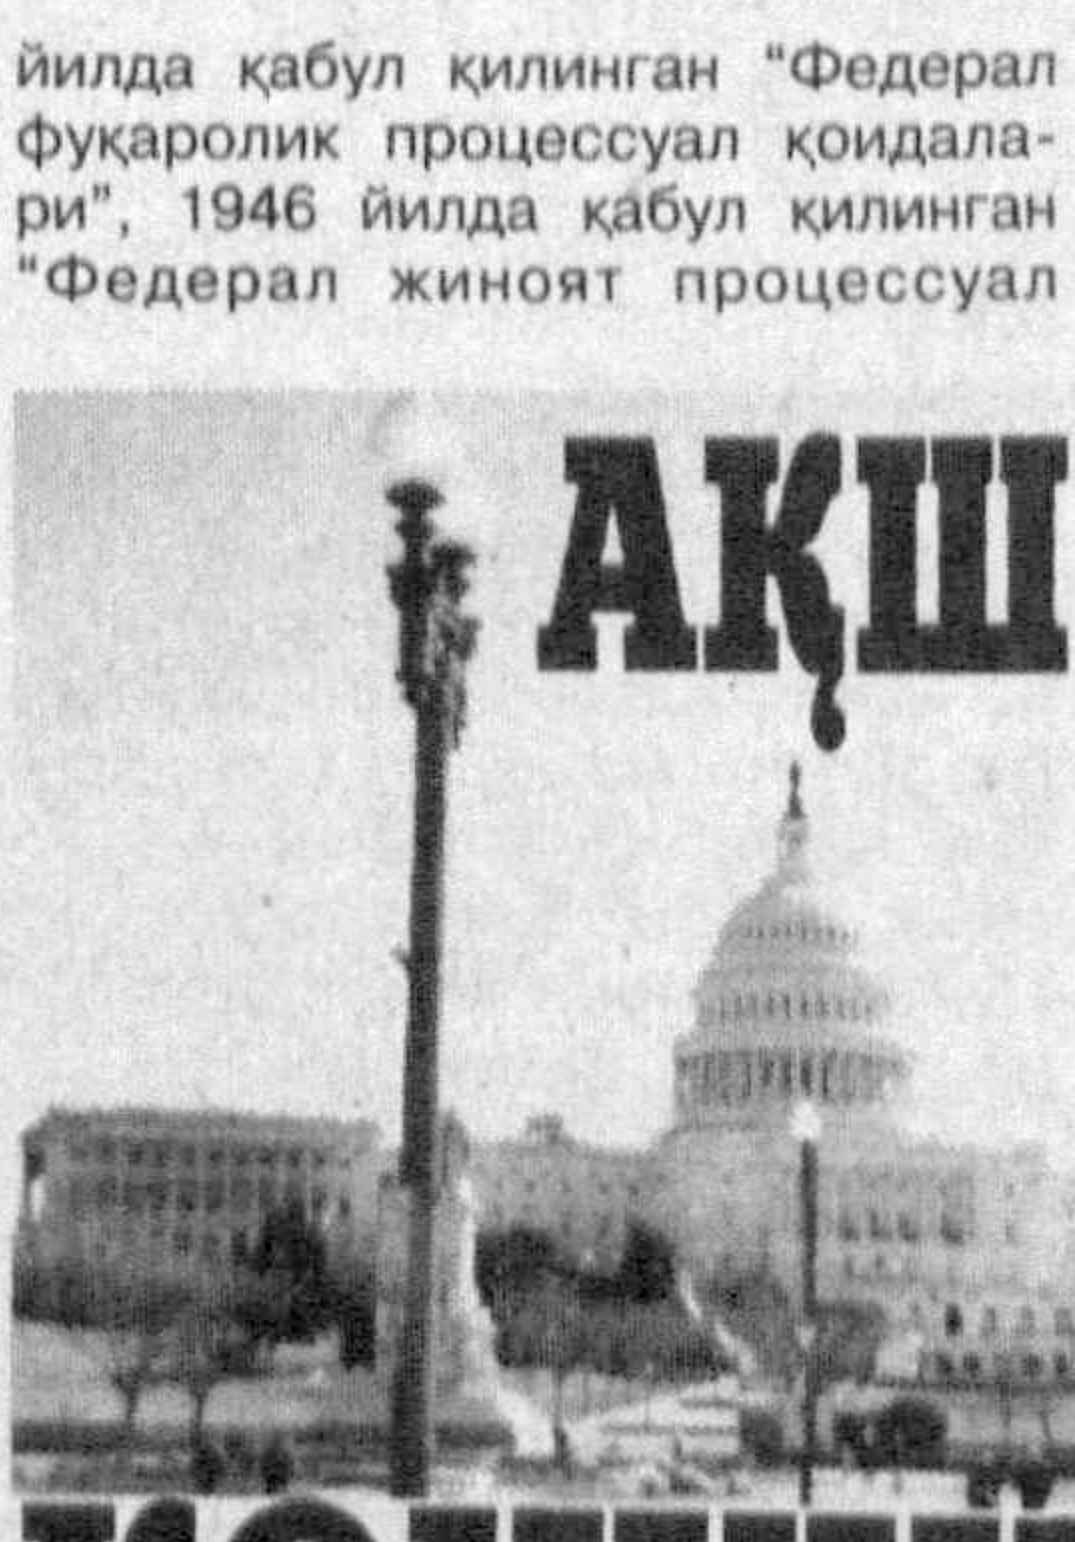 йилда қабул қилинган “Федерал
фуқаролик процессуал қоидала-
ри”, 1946 йилда қабул қилинган
“Федерал жиноят процессуал
АҚШ